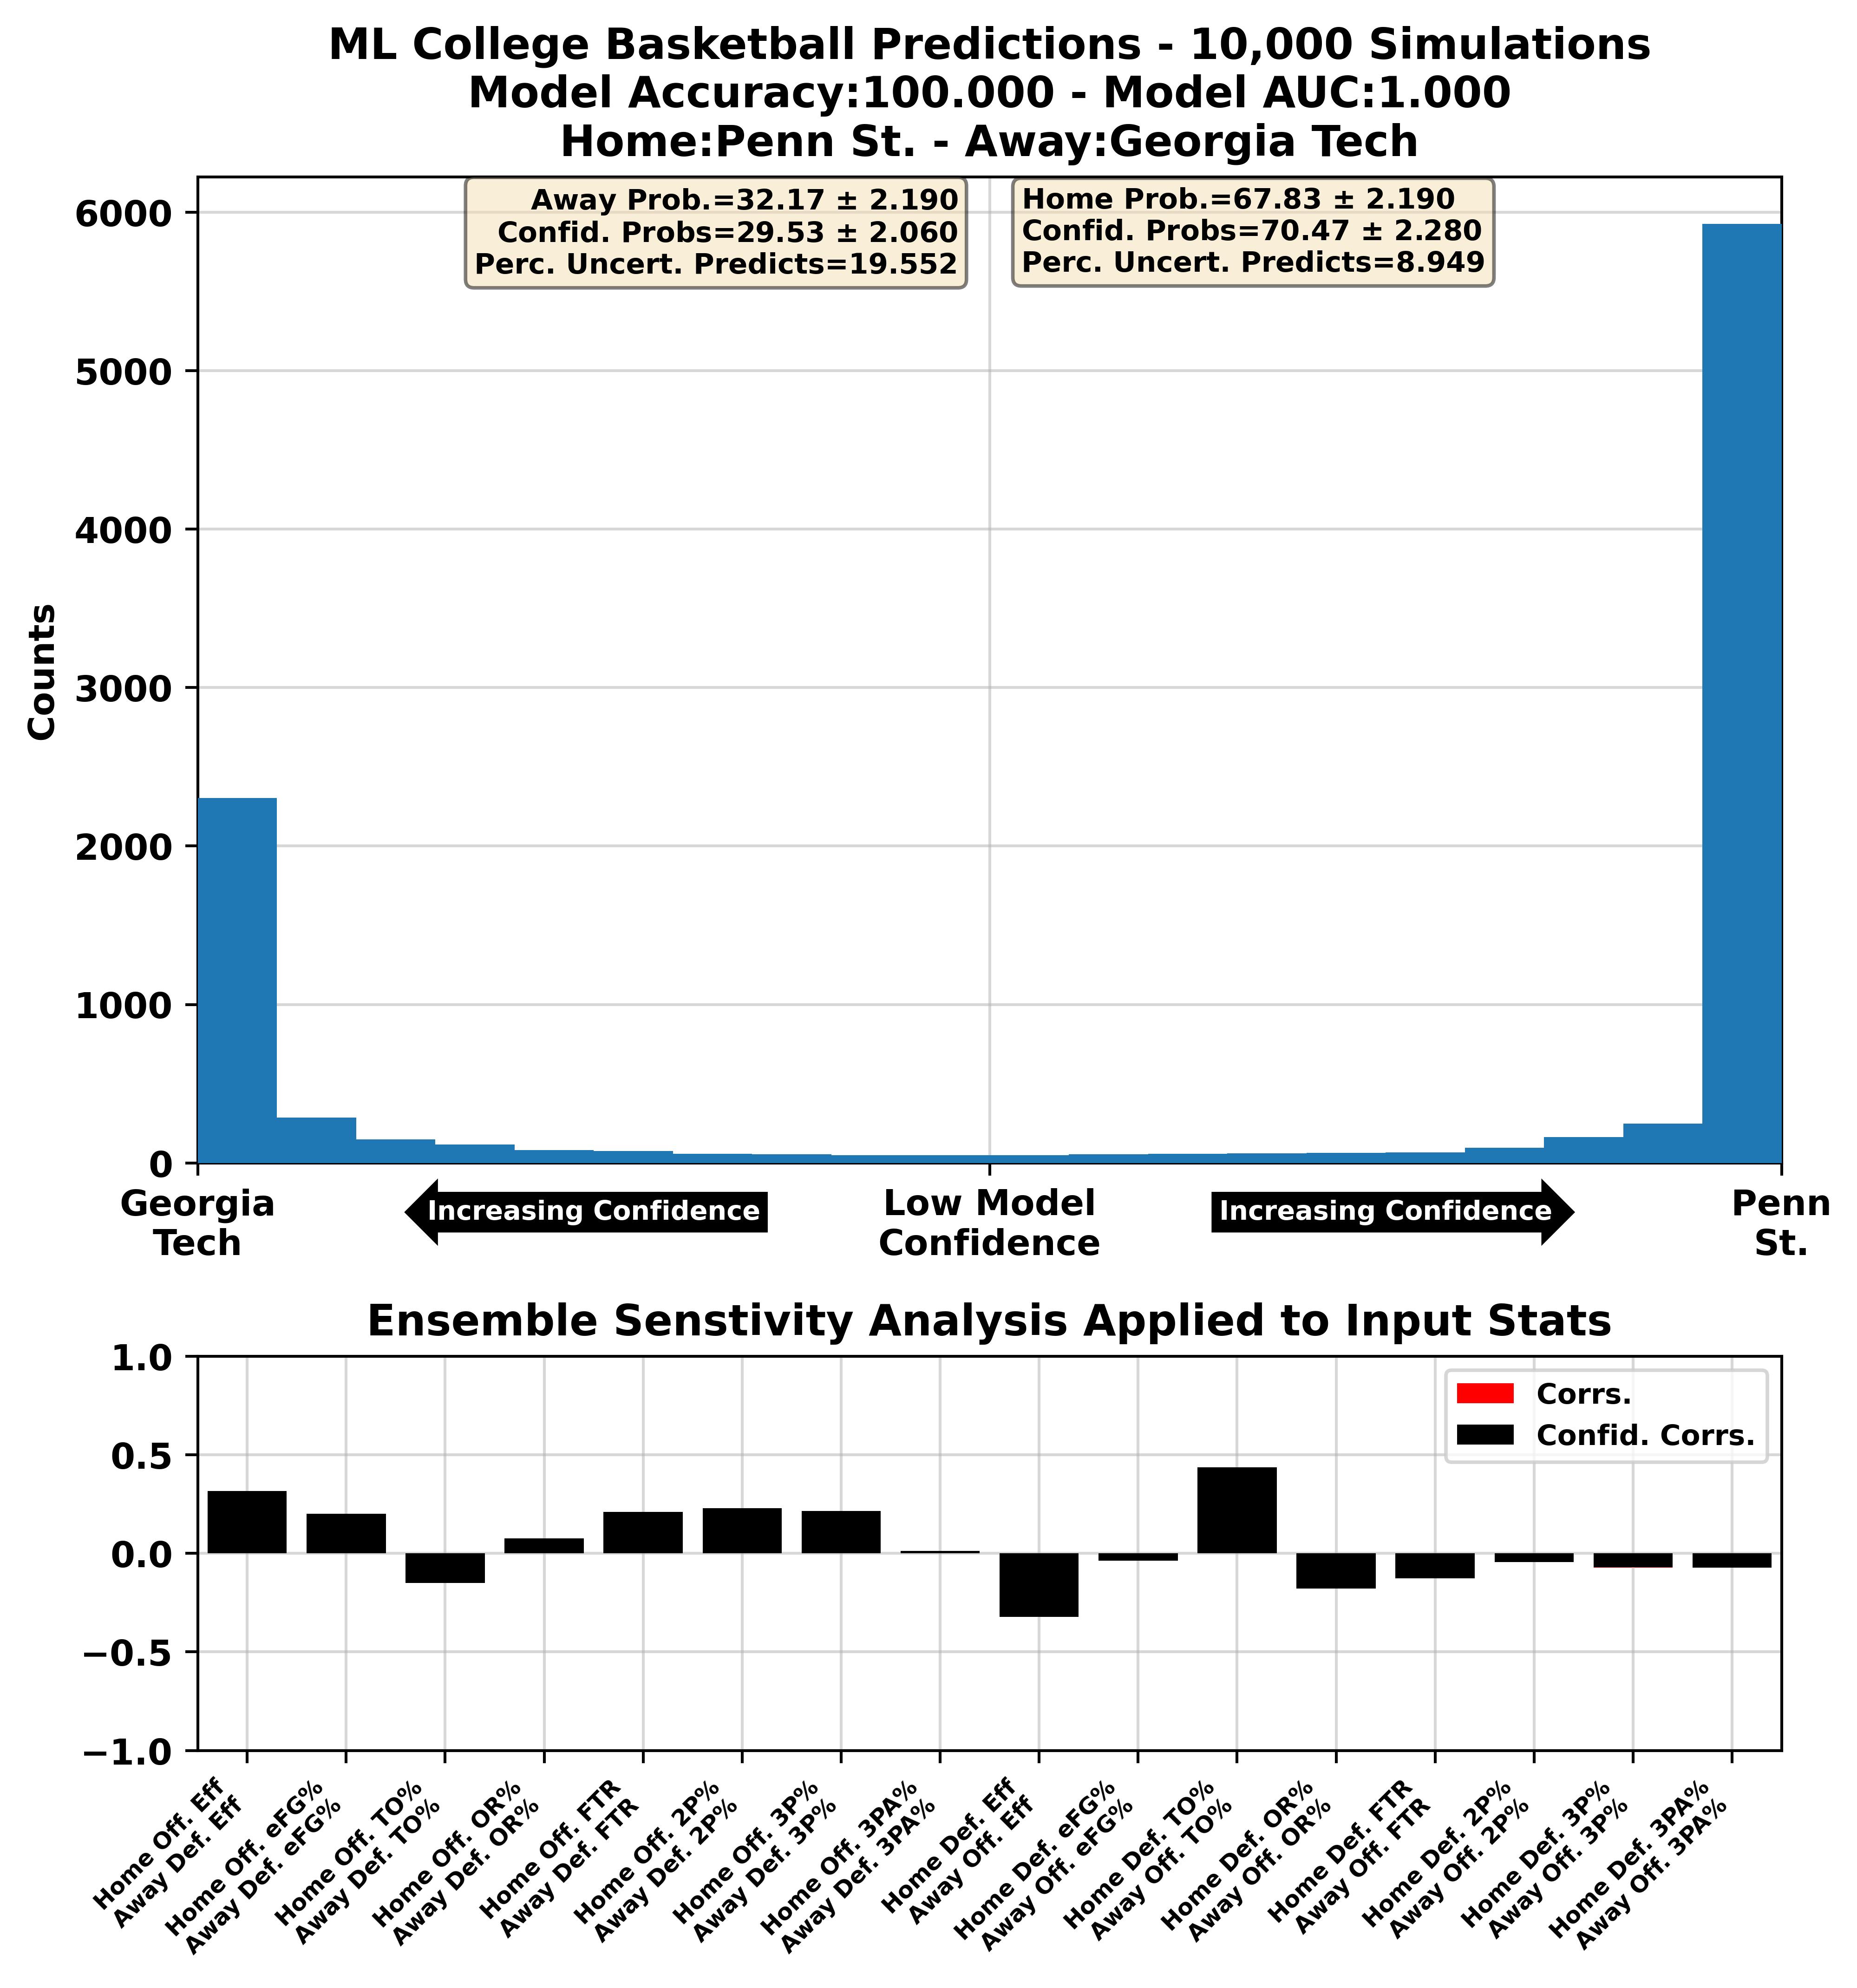 ML College Basketball Predictions - 10,000 Simulations
Model Accuracy:100.000 - Model AUC:1.000
Home:Penn St. - Away:Georgia Tech
Away Prob.=32.17 ± 2.190
Confid. Probs=29.53 ± 2.060
Perc. Uncert. Predicts=19.552
Home Prob.=67.83 ± 2.190
Confid. Probs=70.47 ± 2.280
Perc. Uncert. Predicts=8.949
6000
5000
4000
3000
2000
1000
0
Counts
Georgia
Tech
Increasing Confidence
Low Model
Confidence
Increasing Confidence
Penn
St.
Ensemble Senstivity Analysis Applied to Input Stats
1.0
0.5
0.0
−0.5
−1.0
Corrs.
Confid. Corrs.
Home Off. Eff
Away Def. Eff
Home Off. eFG%
Away Def. eFG%
Home Off. TO%
Away Def. TO%
Home Off. OR%
Away Def. OR%
Home Off. FTR
Away Def. FTR
Home Off. 2P%
Away Def. 2P%
Home Off. 3P%
Away Def. 3P%
Home Off. 3PA%
Away Def. 3PA%
Home Def. Eff
Away Off. Eff
Home Def. eFG%
Away Off. eFG%
Home Def. TO%
Away Off. TO%
Home Def. OR%
Away Off. OR%
Home Def. FTR
Away Off. FTR
Home Def. 2P%
Away Off. 2P%
Home Def. 3P%
Away Off. 3P%
Home Def. 3PA%
Away Off. 3PA%